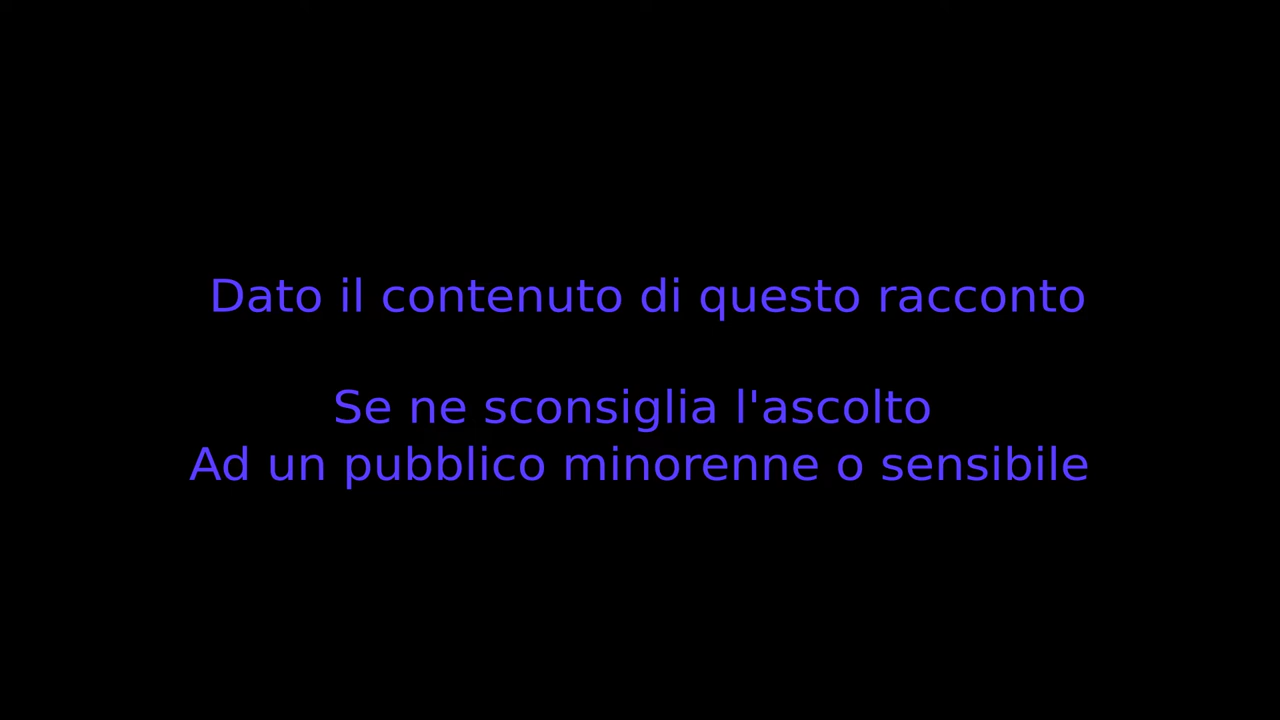 Dato il contenuto di questo racconto
Se ne sconsiglia l'ascolto
Ad un pubblico minorenne o sensibile